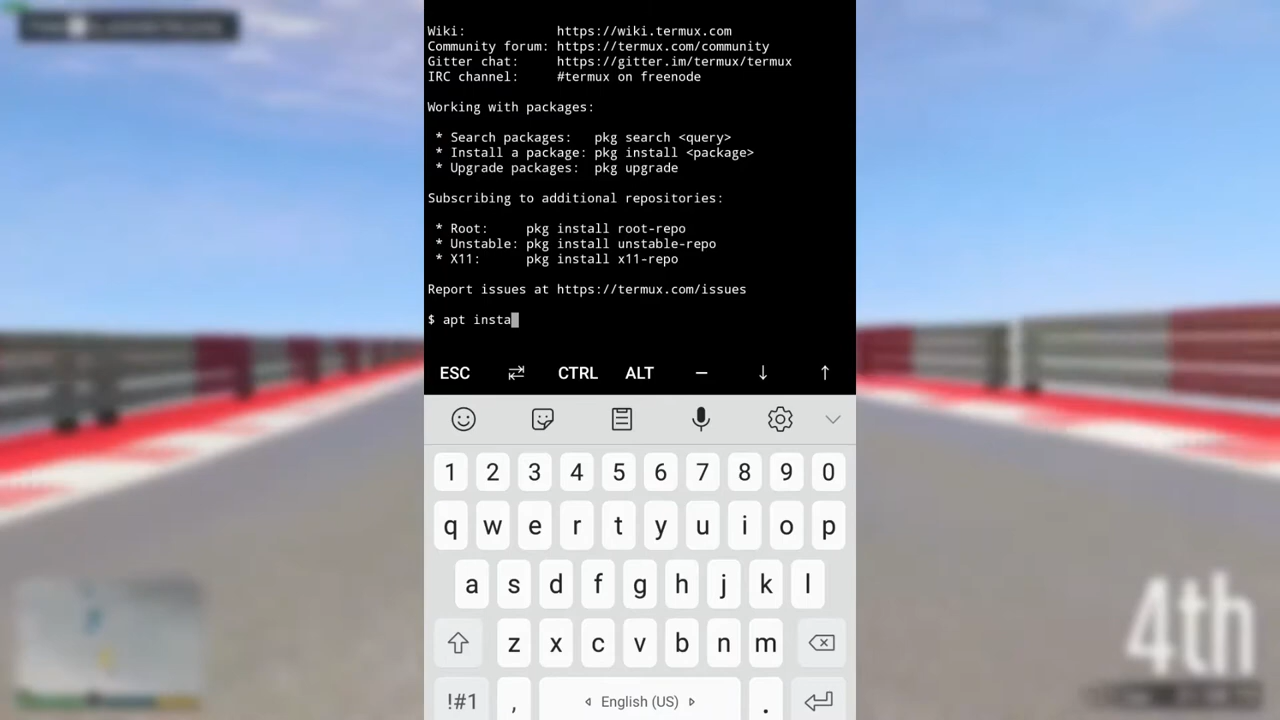 Wiki: https://wiki.termux.com
Community forum: https://termux.com/community
Gitter chat: https://gitter.im/termux/termux
IRC channel: #termux on freenode
Working with packages:
* Search packages: pkg search <query>
* Install a package: pkg install <package>
* Upgrade packages: pkg upgrade
Subscribing to additional repositories:
* Root: pkg install root-repo
* Unstable: pkg install unstable-repo
* X11: pkg install x11-repo
Report issues at https://termux.com/issues
$ apt insta
ESC CTRL ALT — ↓ ↑
1 2 3 4 5 6 7 8 9 0
q w e r t y u i o p
a s d f g h j k l
z x c v b n m
!#1 , English (US) .
4th